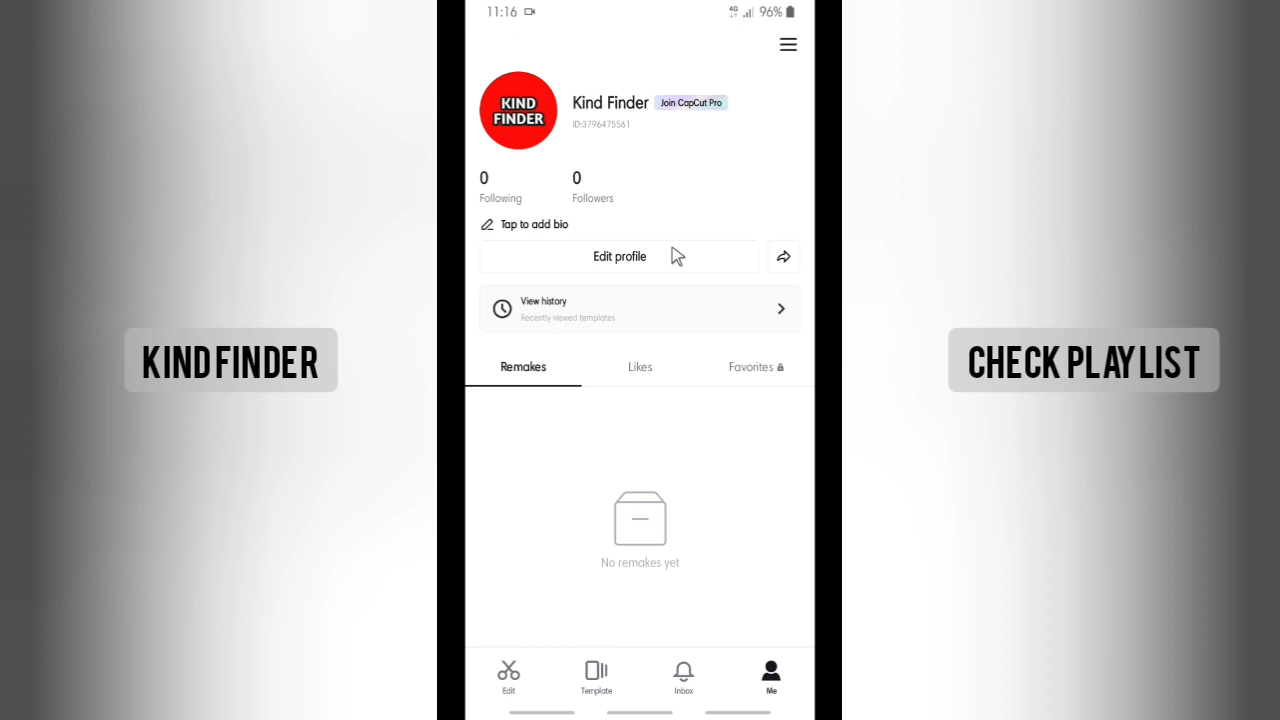 11:16
4G
96%
KIND
FINDER
Kind Finder
Join CapCut Pro
ID:3796475561
0
0
Following
Followers
Tap to add bio
Edit profile
View history
Recently viewed templates
KIND FINDER
CHECK PLAYLIST
Remakes
Likes
Favorites
No remakes yet
Edit
Template
Inbox
Me